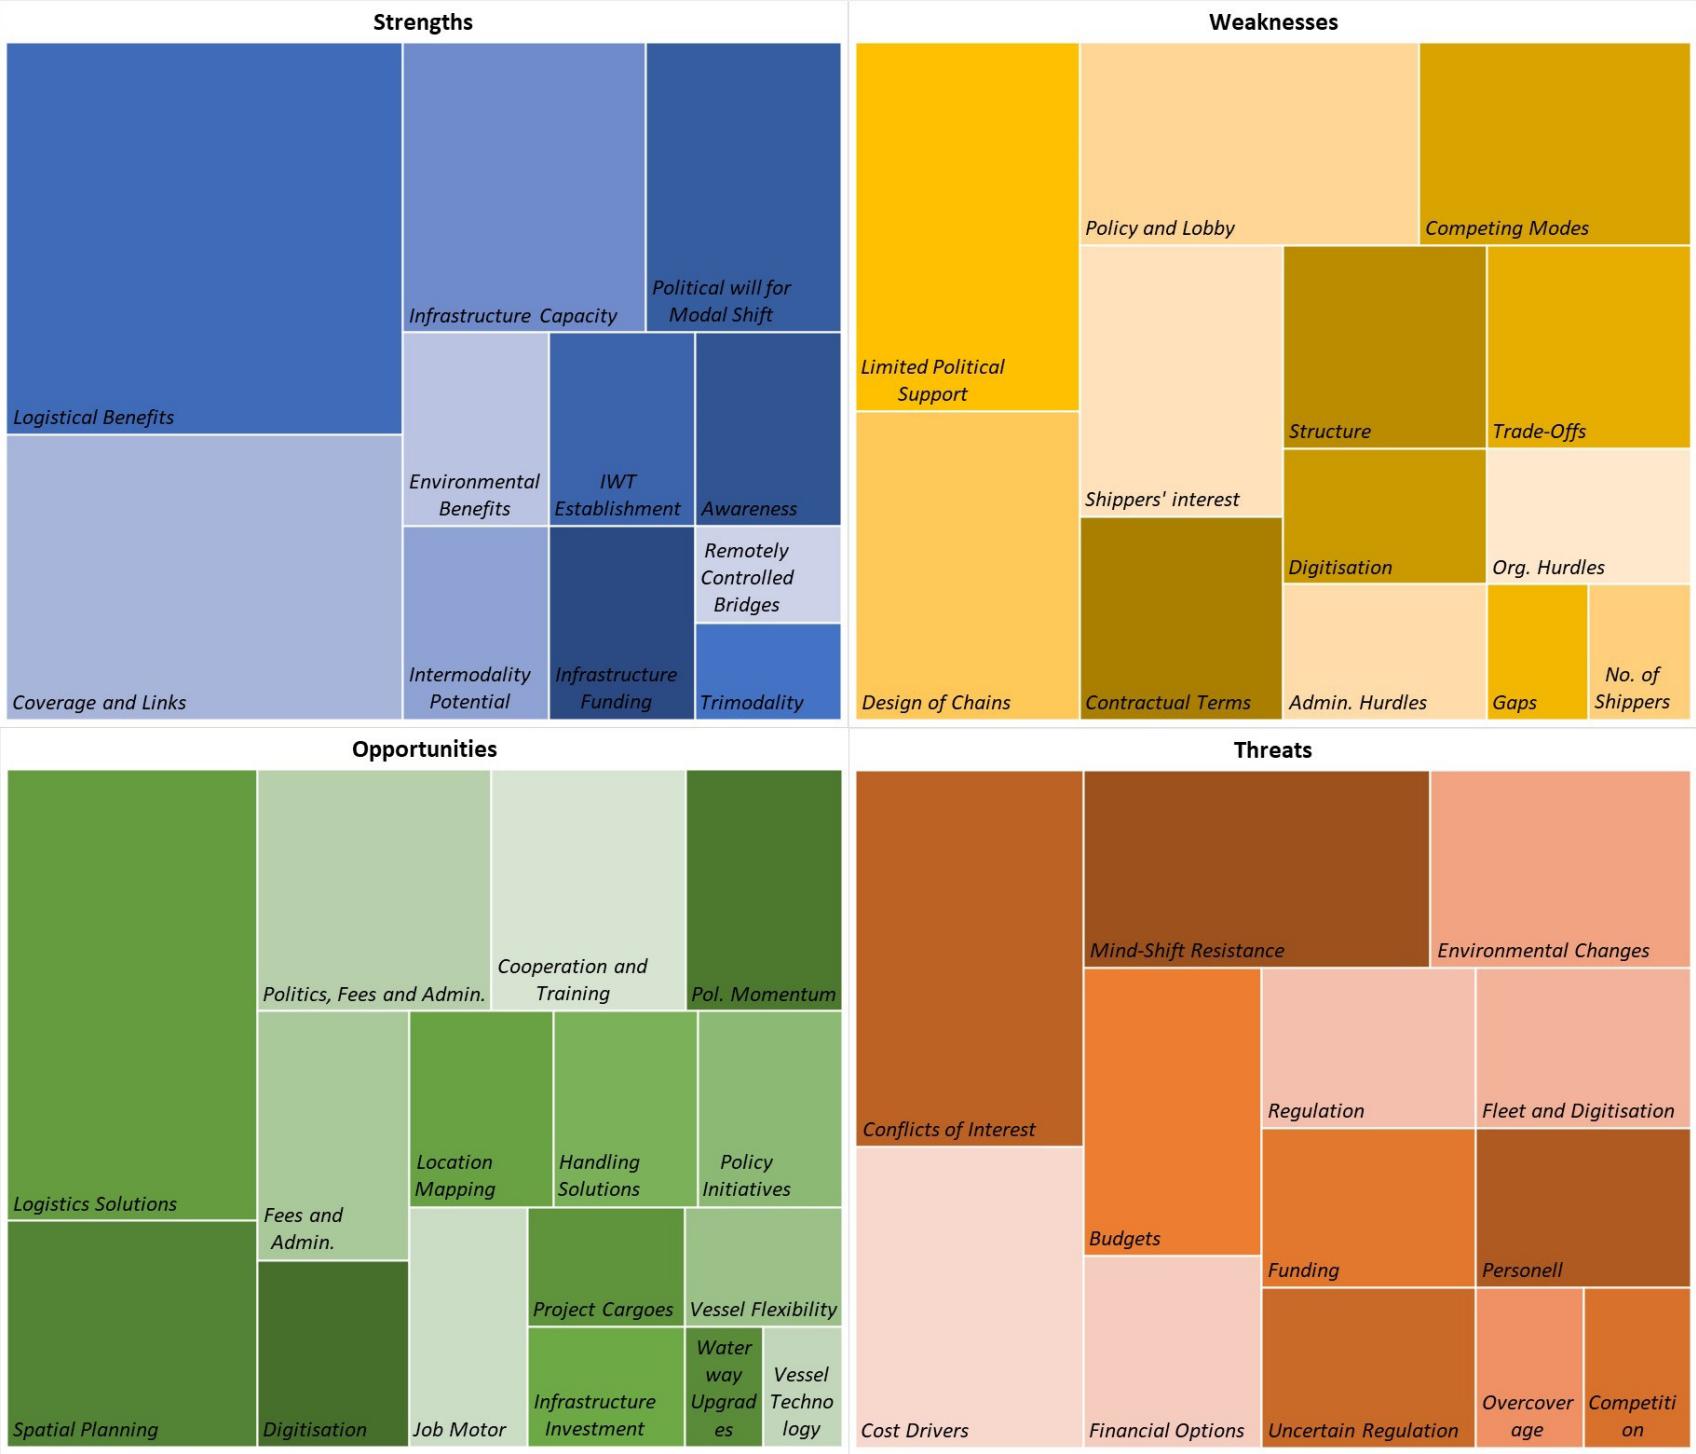 Strengths
Logistical Benefits
Coverage and Links
Infrastructure Capacity
Political will for
Modal Shift
Environmental
Benefits
IWT
Establishment
Awareness
Intermodality
Potential
Infrastructure
Funding
Remotely
Controlled
Bridges
Trimodality
Weaknesses
Limited Political
Support
Design of Chains
Policy and Lobby
Competing Modes
Shippers' interest
Contractual Terms
Structure
Trade-Offs
Digitisation
Org. Hurdles
Admin. Hurdles
Gaps
No. of
Shippers
Opportunities
Logistics Solutions
Spatial Planning
Politics, Fees and Admin.
Cooperation and
Training
Pol. Momentum
Fees and
Admin.
Digitisation
Location
Mapping
Handling
Solutions
Policy
Initiatives
Job Motor
Project Cargoes
Vessel Flexibility
Infrastructure
Investment
Water
way
Upgrad
es
Vessel
Techno
logy
Threats
Conflicts of Interest
Cost Drivers
Mind-Shift Resistance
Environmental Changes
Budgets
Financial Options
Regulation
Fleet and Digitisation
Funding
Personell
Uncertain Regulation
Overcover
age
Competiti
on